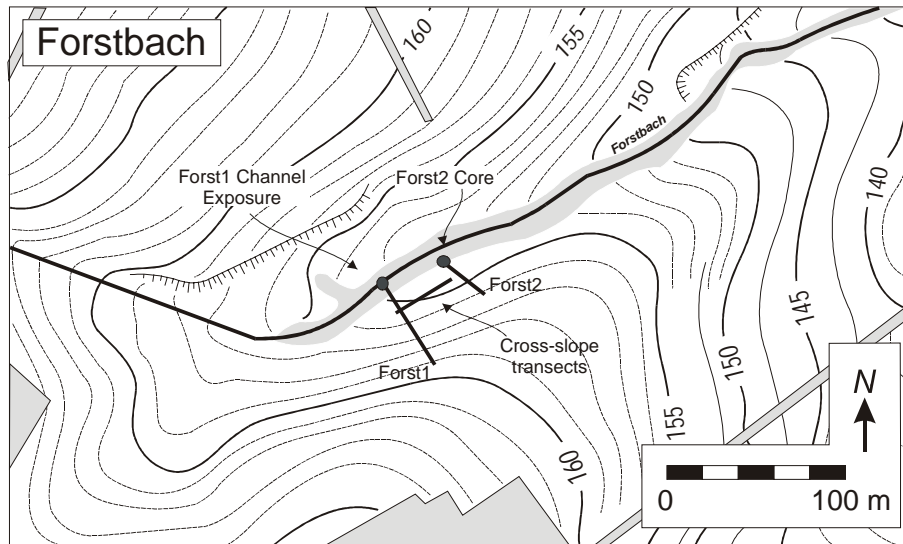 Forstbach
160
155
150
Forstbach
140
Forst1 Channel
Exposure
Forst2 Core
Forst2
Cross-slope
transects
Forst1
145
150
155
160
N
0
100 m